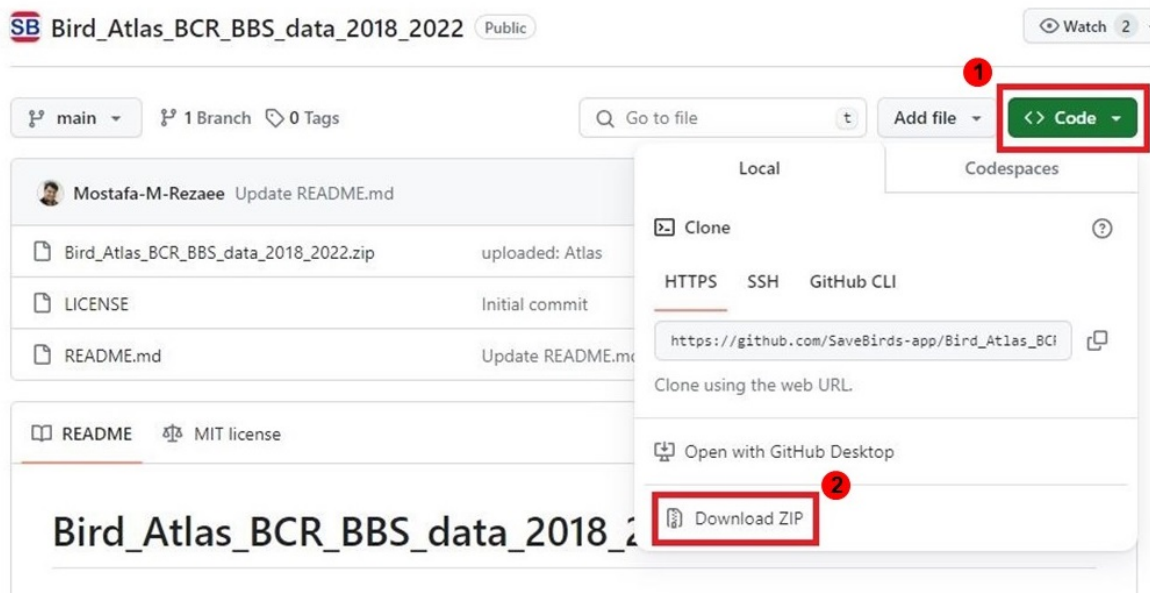 SB Bird_Atlas_BCR_BBS_data_2018_2022 Public
Watch 2
1
main 1 Branch 0 Tags Go to file t Add file <> Code
Local Codespaces
Mostafa-M-Rezaee Update README.md
Clone
Bird_Atlas_BCR_BBS_data_2018_2022.zip uploaded: Atlas
HTTPS SSH GitHub CLI
LICENSE Initial commit
https://github.com/SaveBirds-app/Bird_Atlas_BCR
README.md Update README.md
Clone using the web URL.
README MIT license
Open with GitHub Desktop
2
Download ZIP
Bird_Atlas_BCR_BBS_data_2018_2